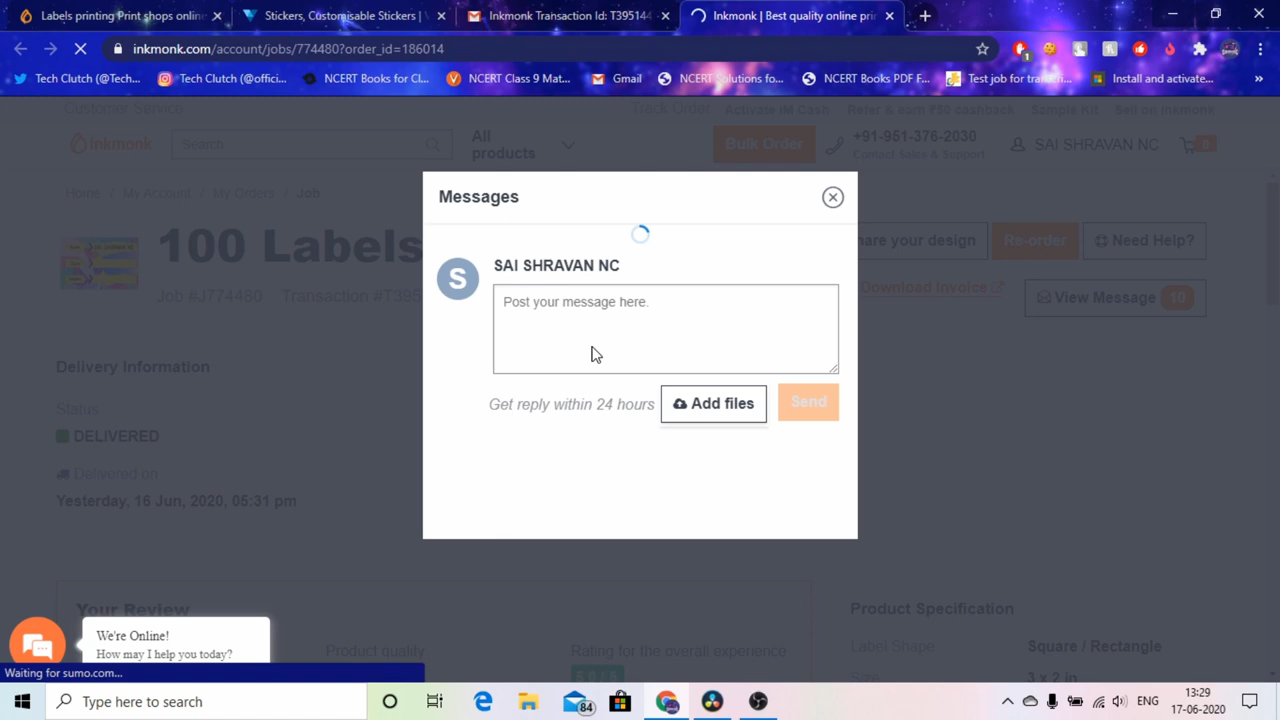 Labels printing Print shops online
Stickers, Customisable Stickers |
Inkmonk Transaction Id: T395144
Inkmonk | Best quality online prin
inkmonk.com/account/jobs/774480?order_id=186014
1
Tech Clutch (@Tech...
Tech Clutch (@offici...
NCERT Books for Cl...
NCERT Class 9 Mat...
Gmail
NCERT Solutions fo...
NCERT Books PDF F...
Test job for transcri...
Install and activate...
»
Customer Service
Track Order
Activate IM Cash
Refer & earn ₹50 cashback
Sample Kit
Sell on Inkmonk
inkmonk
Search
All products
Bulk Order
+91-951-376-2030
Contact Sales & Support
SAI SHRAVAN NC
Home / My Account / My Orders / Job
100 Labels
Job #J774480
Transaction #T395
hare your design
Re-order
Need Help?
Download Invoice
View Message 10
Messages
S
SAI SHRAVAN NC
Post your message here.
Get reply within 24 hours
Add files
Send
Delivery Information
Status
DELIVERED
Delivered on
Yesterday, 16 Jun, 2020, 05:31 pm
Your Review
Product quality
Rating for the overall experience
Product Specification
Label Shape
Square / Rectangle
Size
3 x 2 in
We're Online!
How may I help you today?
Waiting for sumo.com...
Type here to search
84
ENG
13:29
17-06-2020